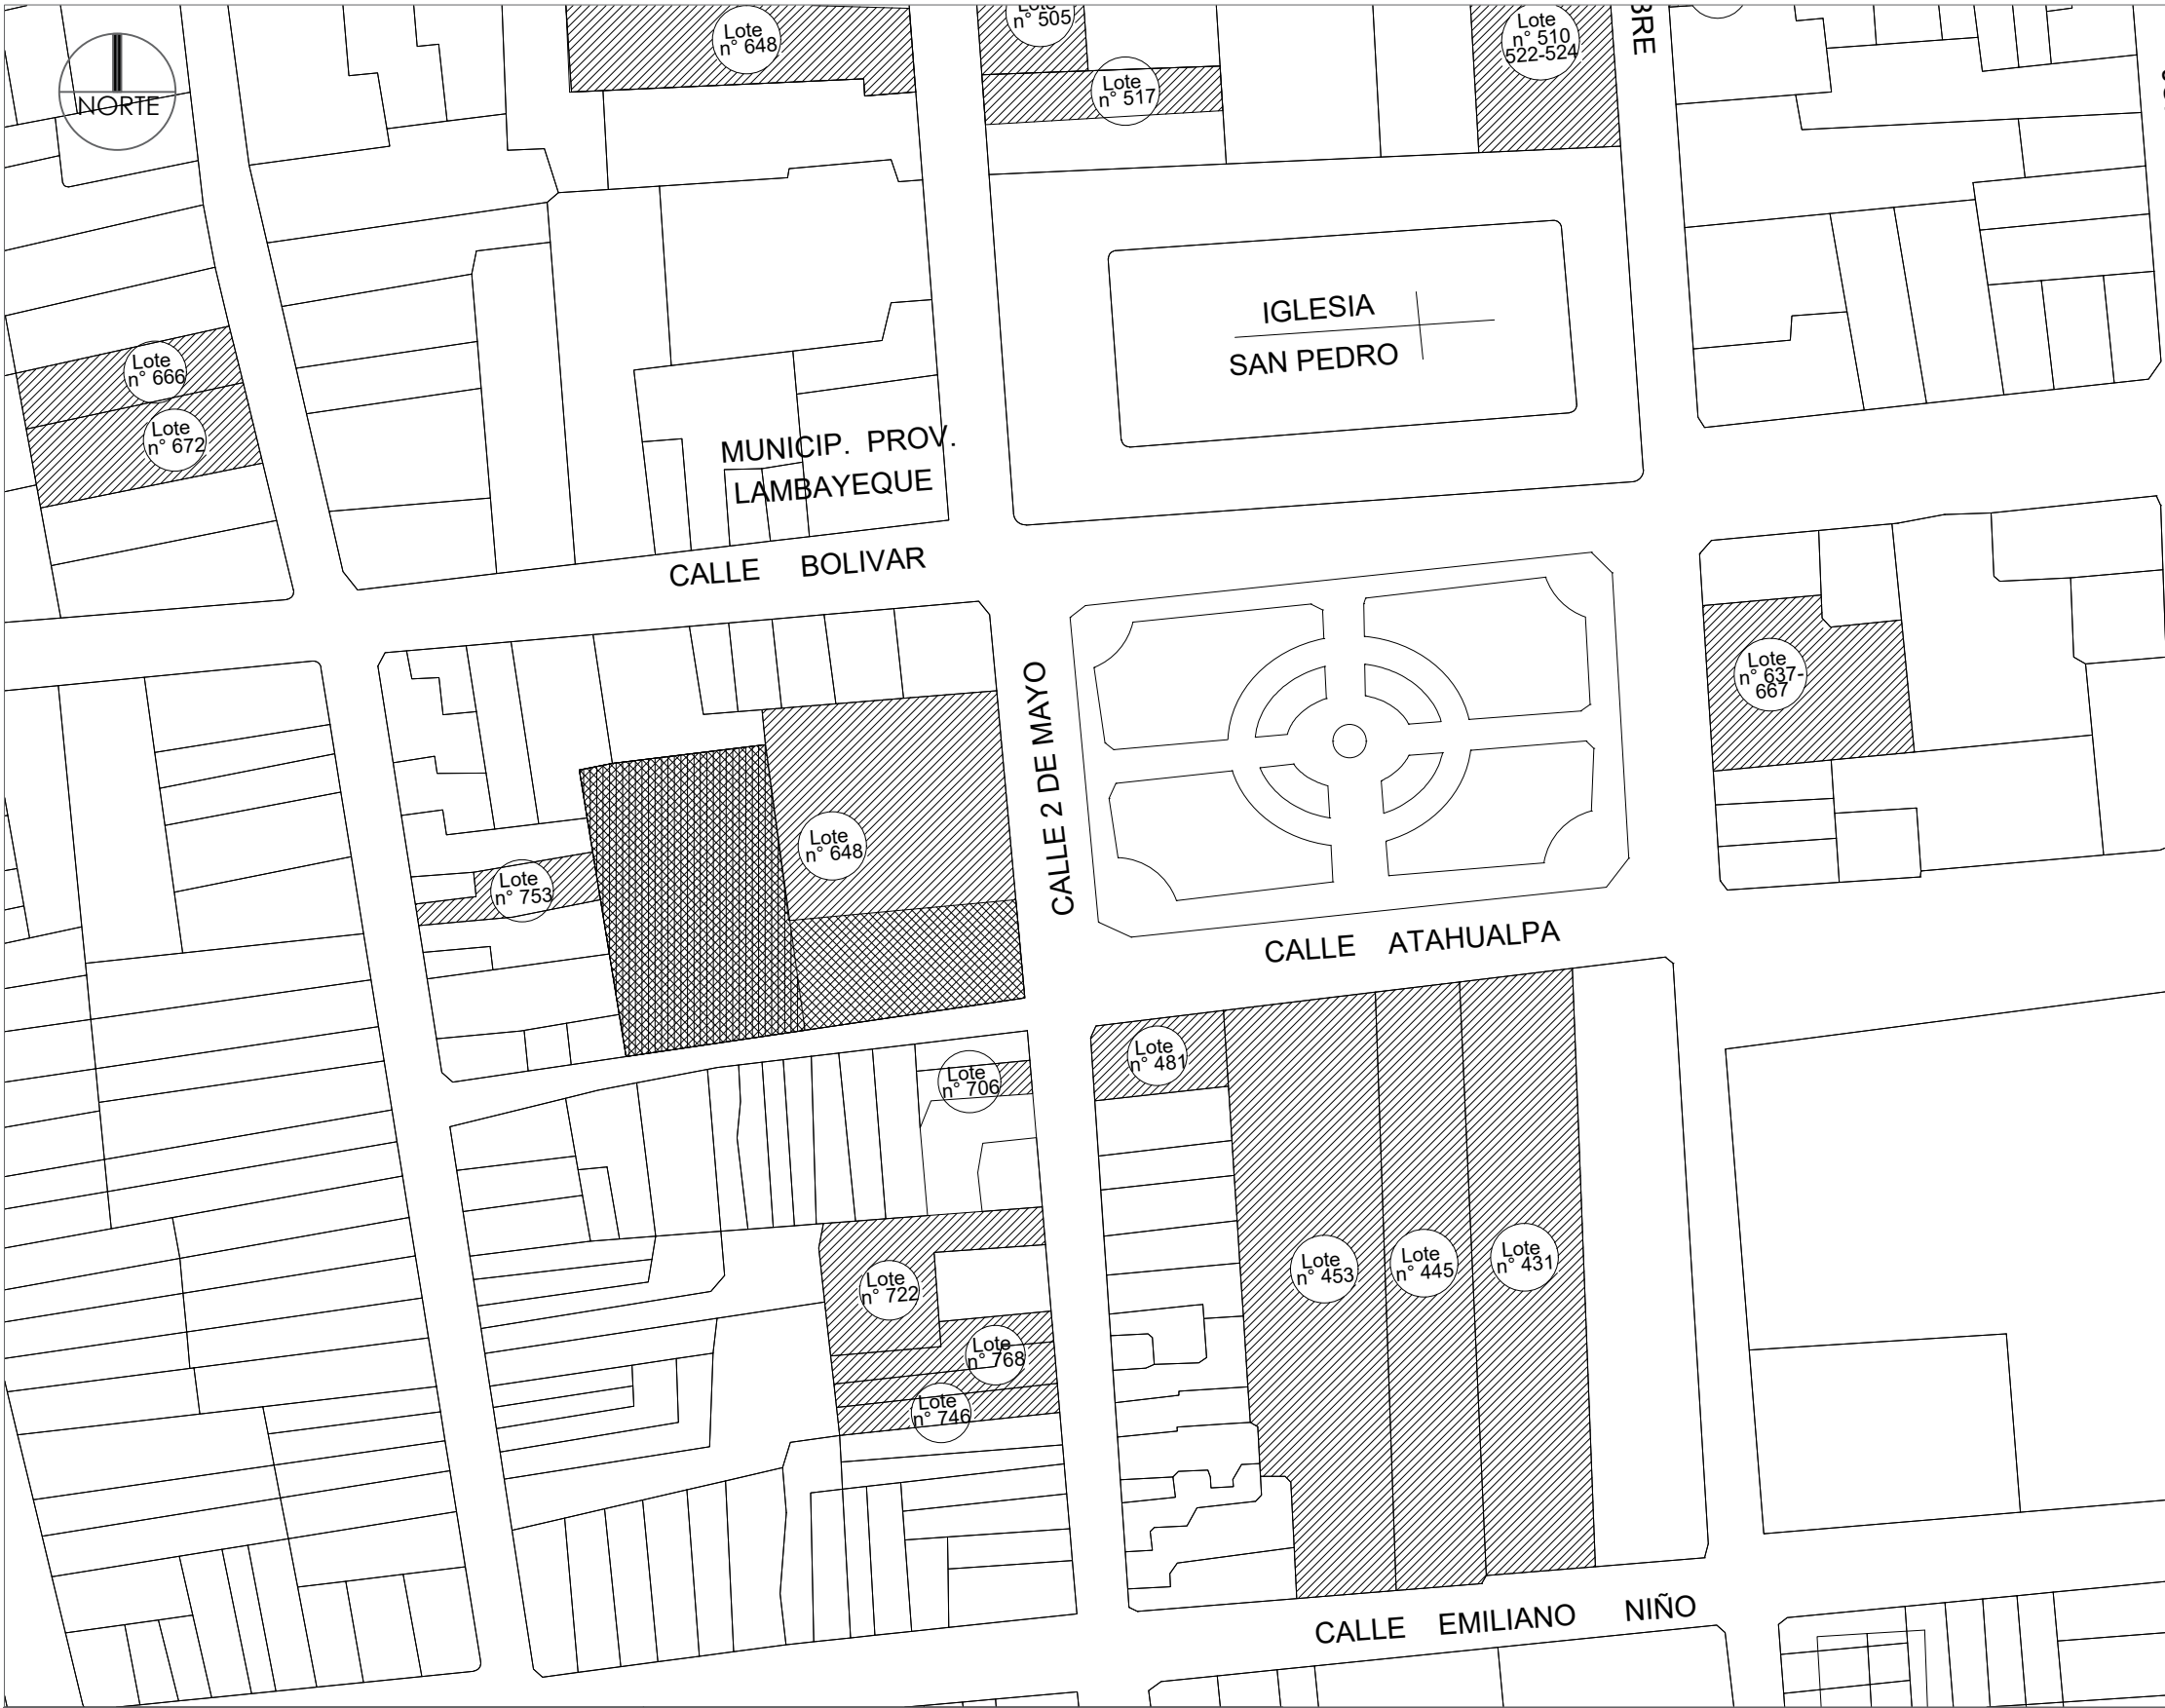 NORTE
Lote
n° 648
n° 505
Lote
n° 517
Lote
n° 510
522-524
BRE
IGLESIA
SAN PEDRO
Lote
n° 666
Lote
n° 672
MUNICIP. PROV.
LAMBAYEQUE
CALLE BOLIVAR
CALLE 2 DE MAYO
Lote
n° 637-
667
Lote
n° 648
Lote
n° 753
CALLE ATAHUALPA
Lote
n° 706
Lote
n° 481
Lote
n° 453
Lote
n° 445
Lote
n° 431
Lote
n° 722
Lote
n° 768
Lote
n° 746
CALLE EMILIANO NIÑO